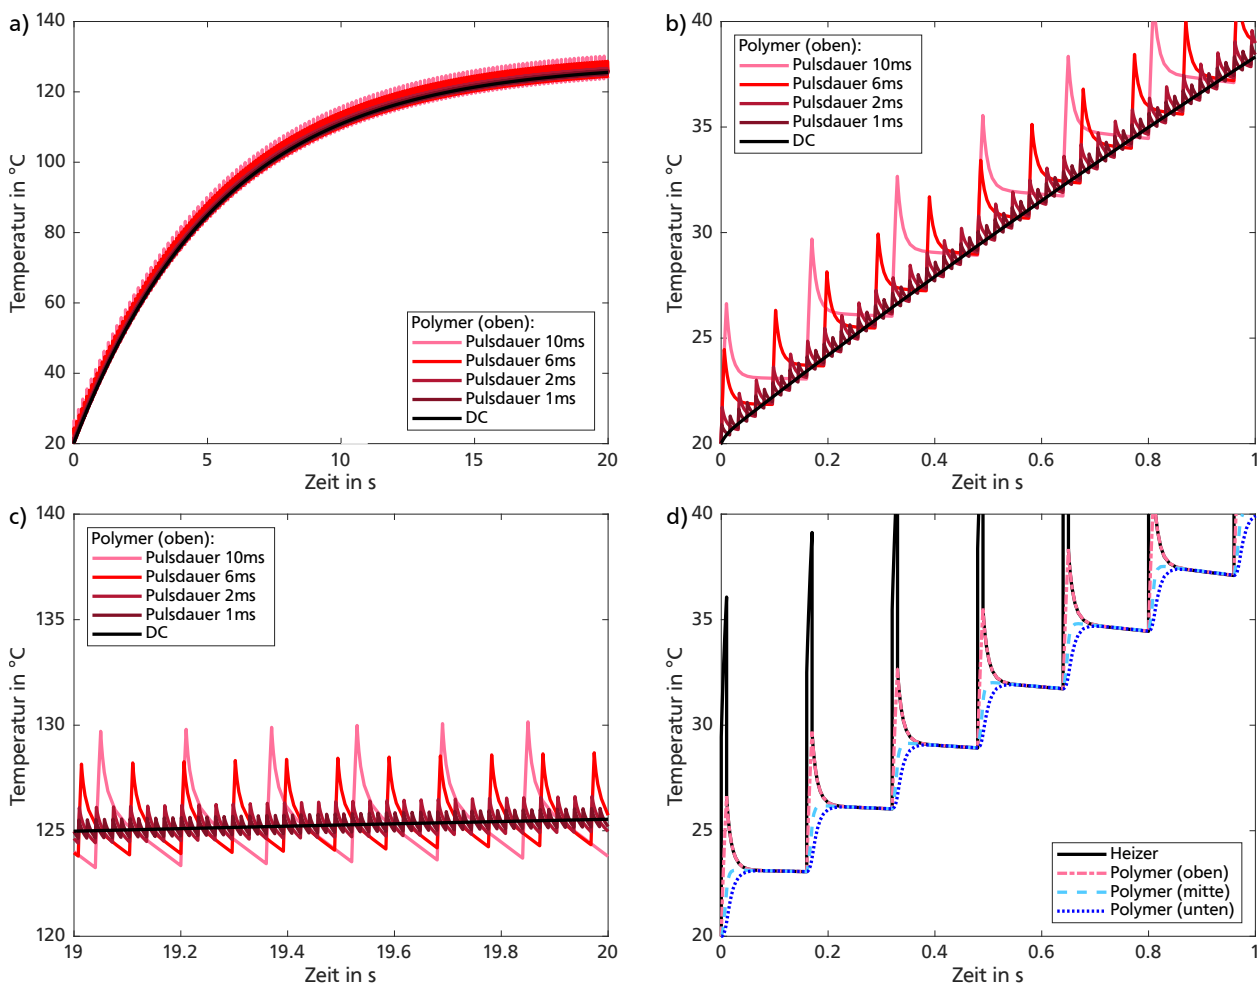 a)
140
120
100
80
60
40
20
Temperatur in °C
Polymer (oben):
Pulsdauer 10ms
Pulsdauer 6ms
Pulsdauer 2ms
Pulsdauer 1ms
DC
0
5
10
15
20
Zeit in s
b)
40
35
30
25
20
Temperatur in °C
Polymer (oben):
Pulsdauer 10ms
Pulsdauer 6ms
Pulsdauer 2ms
Pulsdauer 1ms
DC
0
0.2
0.4
0.6
0.8
1
Zeit in s
c)
140
135
130
125
120
Temperatur in °C
Polymer (oben):
Pulsdauer 10ms
Pulsdauer 6ms
Pulsdauer 2ms
Pulsdauer 1ms
DC
19
19.2
19.4
19.6
19.8
20
Zeit in s
d)
40
35
30
25
20
Temperatur in °C
Heizer
Polymer (oben)
Polymer (mitte)
Polymer (unten)
0
0.2
0.4
0.6
0.8
1
Zeit in s